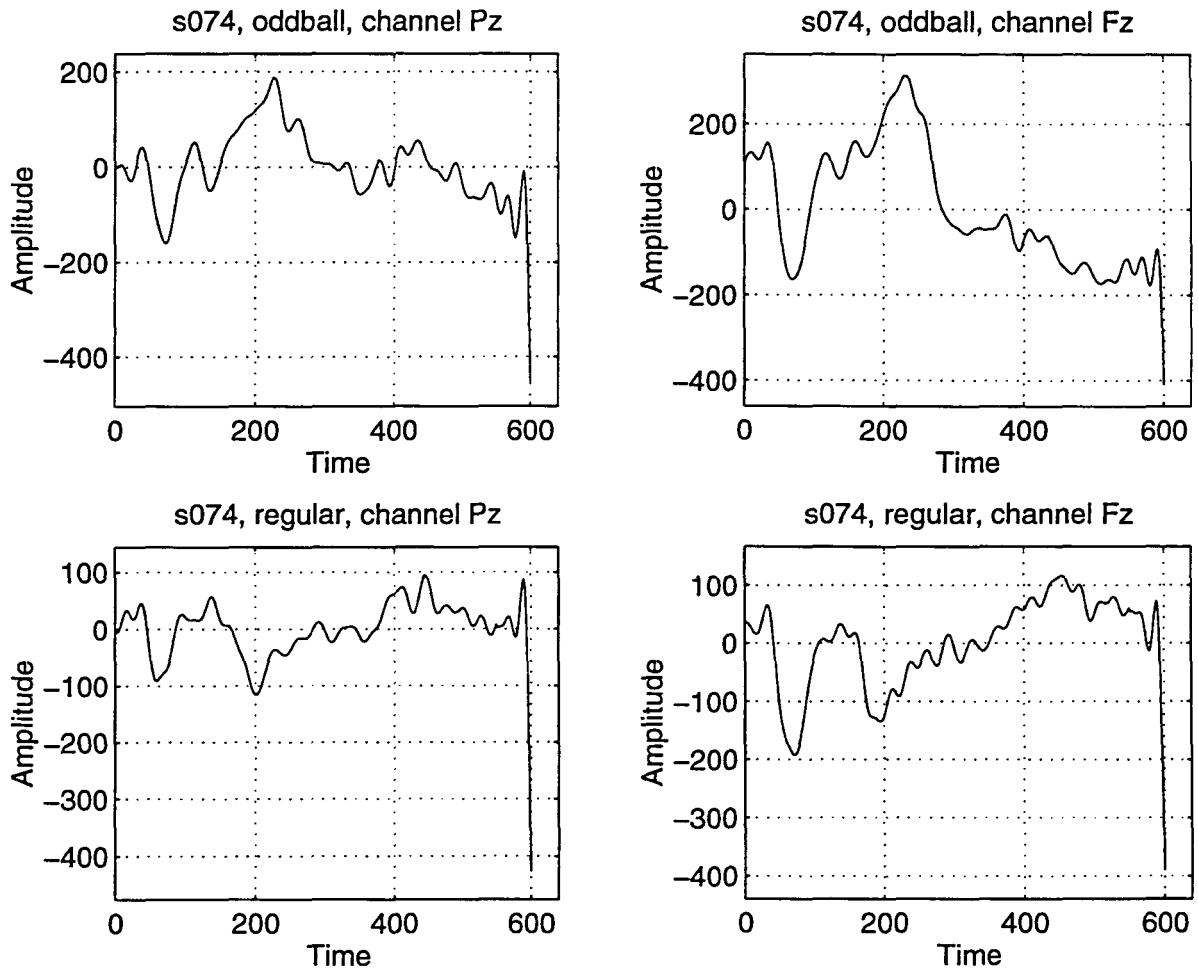 s074, oddball, channel Pz
200
0
−200
−400
Amplitude
0 200 400 600
Time
s074, oddball, channel Fz
200
0
−200
−400
Amplitude
0 200 400 600
Time
s074, regular, channel Pz
100
0
−100
−200
−300
−400
Amplitude
0 200 400 600
Time
s074, regular, channel Fz
100
0
−100
−200
−300
−400
Amplitude
0 200 400 600
Time